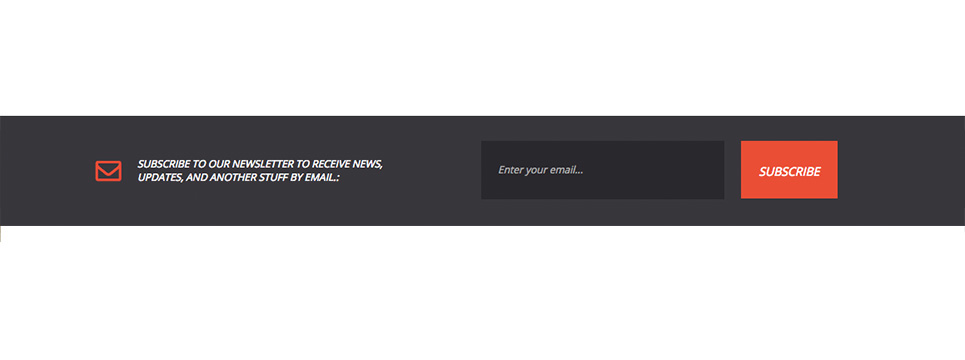 SUBSCRIBE TO OUR NEWSLETTER TO RECEIVE NEWS,
UPDATES, AND ANOTHER STUFF BY EMAIL.:
Enter your email...
SUBSCRIBE